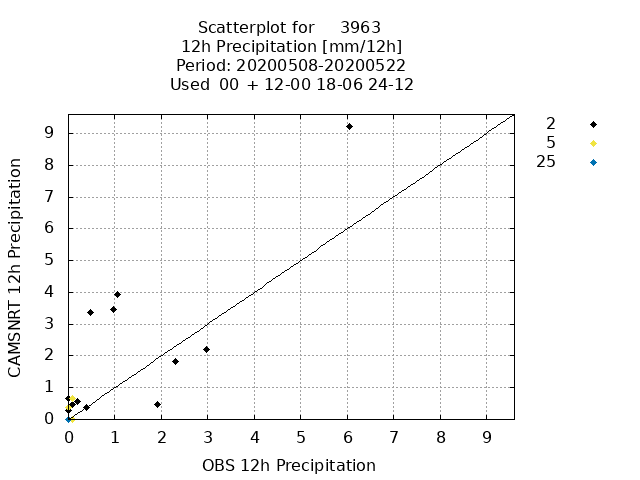 Scatterplot for 3963
12h Precipitation [mm/12h]
Period: 20200508-20200522
Used 00 + 12-00 18-06 24-12
2
5
25
9
8
7
6
5
4
3
2
1
0
CAMSNRT 12h Precipitation
0 1 2 3 4 5 6 7 8 9
OBS 12h Precipitation